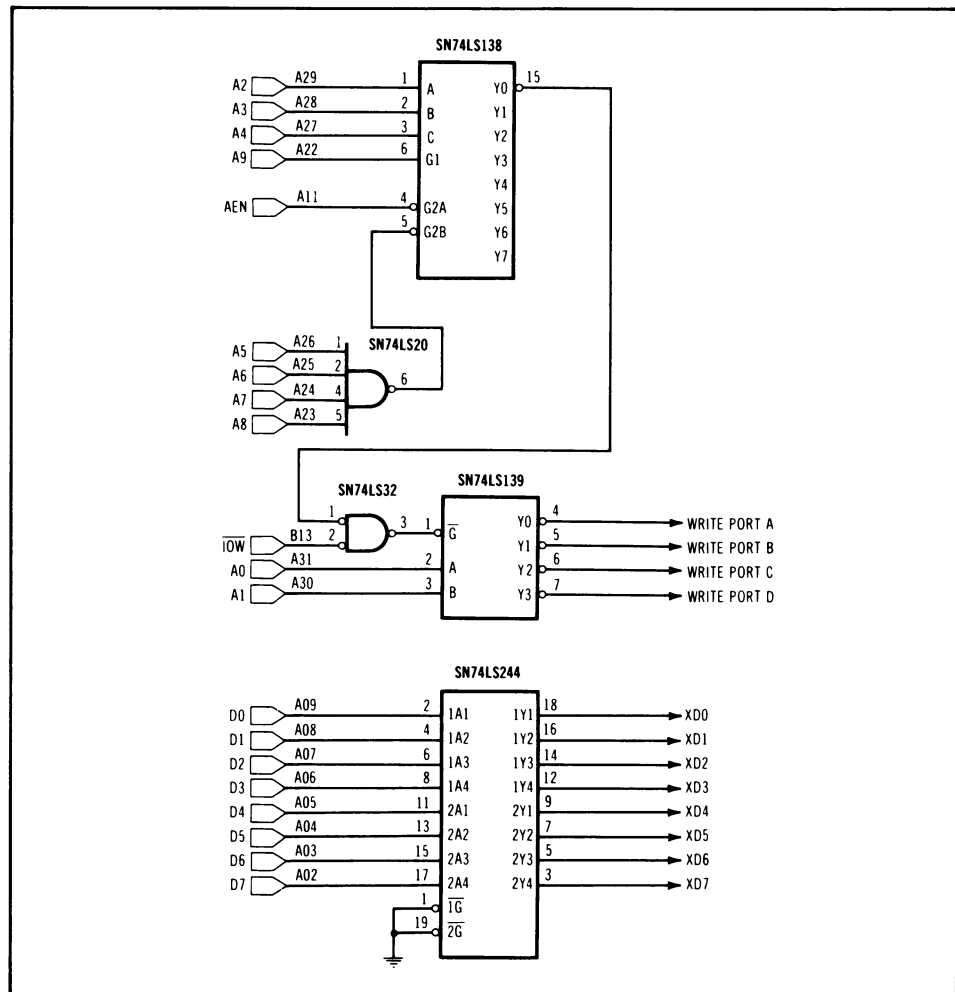 SN74LS138
A2 A29 1 A Y0 15
A3 A28 2 B Y1
A4 A27 3 C Y2
A9 A22 6 G1 Y3
Y4
AEN A11 4 G2A Y5
5 G2B Y6
Y7
SN74LS20
A5 A26 1
A6 A25 2 6
A7 A24 4
A8 A23 5
SN74LS139
SN74LS32
1 3 1 G Y0 4 WRITE PORT A
IOW B13 2 Y1 5 WRITE PORT B
A0 A31 2 A Y2 6 WRITE PORT C
A1 A30 3 B Y3 7 WRITE PORT D
SN74LS244
D0 A09 2 1A1 1Y1 18 XD0
D1 A08 4 1A2 1Y2 16 XD1
D2 A07 6 1A3 1Y3 14 XD2
D3 A06 8 1A4 1Y4 12 XD3
D4 A05 11 2A1 2Y1 9 XD4
D5 A04 13 2A2 2Y2 7 XD5
D6 A03 15 2A3 2Y3 5 XD6
D7 A02 17 2A4 2Y4 3 XD7
1 1G
19 2G